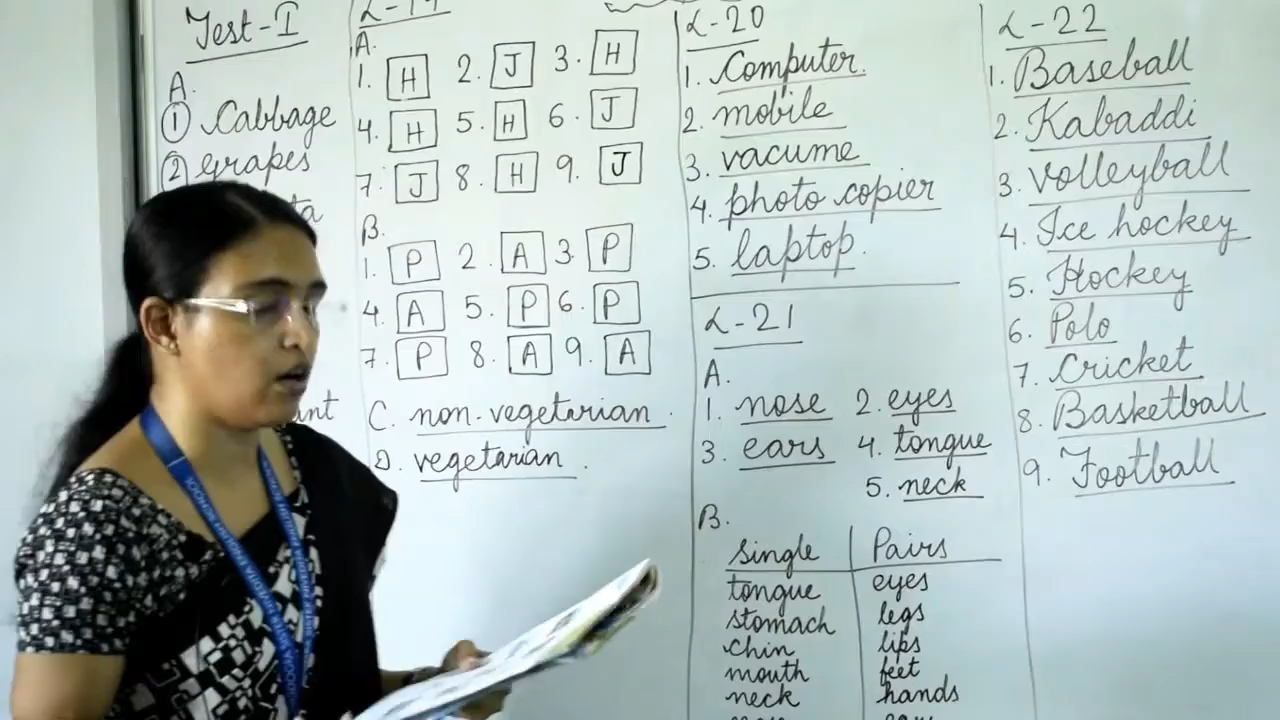 Test-I
A.
① Cabbage
② grapes
L-19
A.
1. H 2. J 3. H
4. H 5. H 6. J
7. J 8. H 9. J
B.
1. P 2. A 3. P
4. A 5. P 6. P
7. P 8. A 9. A
C. non-vegetarian.
D. vegetarian.
L-20
1. Computer.
2. mobile
3. vacume
4. photo copier
5. laptop.
L-21
A.
1. nose 2. eyes
3. ears 4. tongue
5. neck
B.
single Pairs
tongue eyes
stomach legs
chin lips
mouth feet
neck hands
L-22
1. Baseball
2. Kabaddi
3. volleyball
4. Ice hockey
5. Hockey
6. Polo
7. Cricket
8. Basketball
9. Football